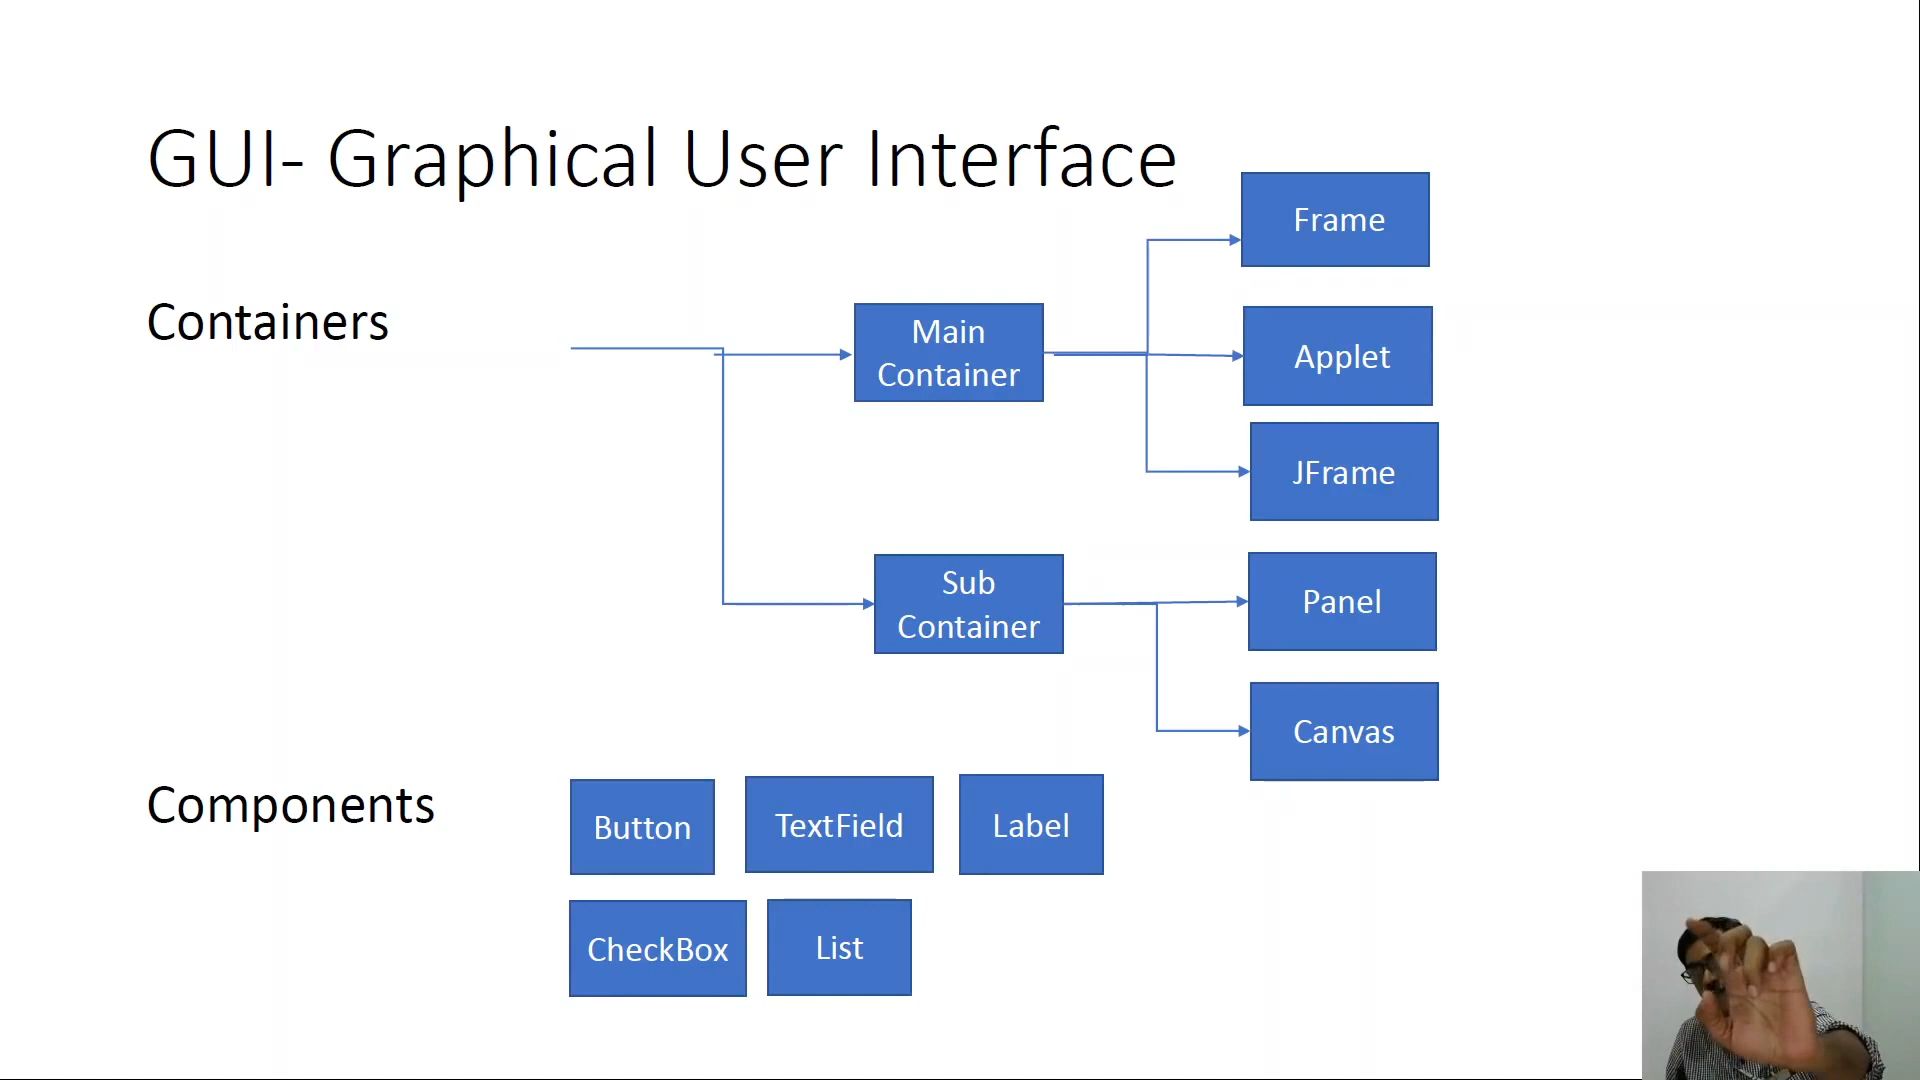 GUI- Graphical User Interface
Containers
Main
Container
Frame
Applet
JFrame
Sub
Container
Panel
Canvas
Components
Button
TextField
Label
CheckBox
List